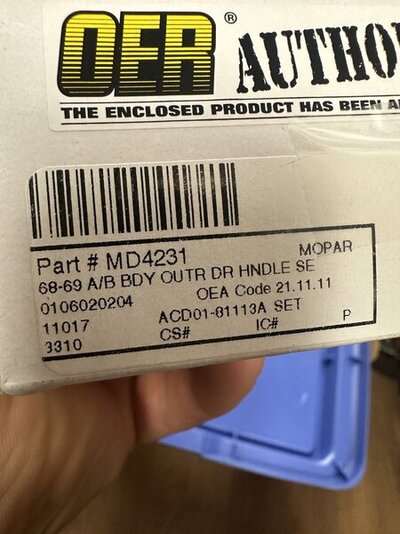 OER®
AUTHO
THE ENCLOSED PRODUCT HAS BEEN A
Part # MD4231 MOPAR
68-69 A/B BDY OUTR DR HNDLE SE
0106020204 OEA Code 21.11.11
11017 ACD01-81113A SET
3310 CS# IC# P